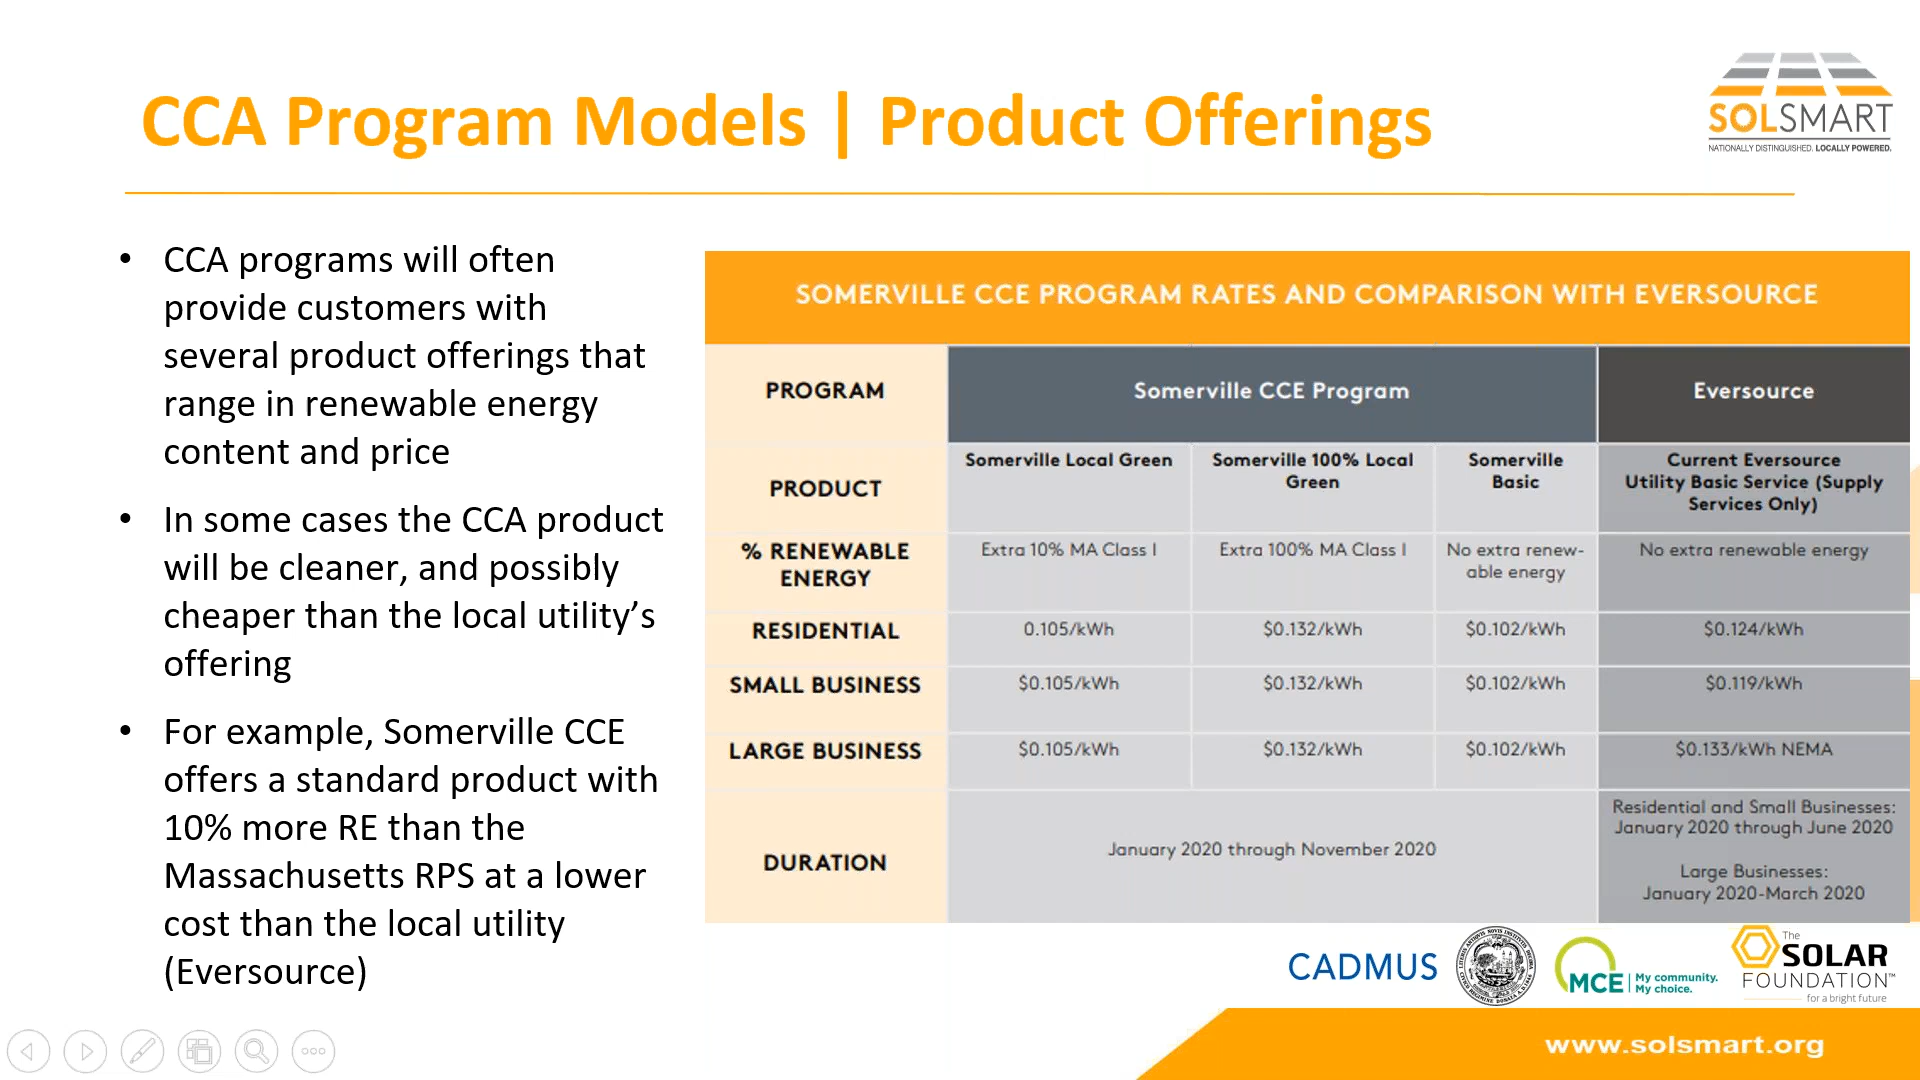 CCA Program Models | Product Offerings
SOLSMART
NATIONALLY DISTINGUISHED. LOCALLY POWERED.
• CCA programs will often
provide customers with
several product offerings that
range in renewable energy
content and price
• In some cases the CCA product
will be cleaner, and possibly
cheaper than the local utility’s
offering
• For example, Somerville CCE
offers a standard product with
10% more RE than the
Massachusetts RPS at a lower
cost than the local utility
(Eversource)
SOMERVILLE CCE PROGRAM RATES AND COMPARISON WITH EVERSOURCE
PROGRAM
Somerville CCE Program
Eversource
PRODUCT
Somerville Local Green
Somerville 100% Local
Green
Somerville
Basic
Current Eversource
Utility Basic Service (Supply
Services Only)
% RENEWABLE
ENERGY
Extra 10% MA Class I
Extra 100% MA Class I
No extra renew-
able energy
No extra renewable energy
RESIDENTIAL
0.105/kWh
$0.132/kWh
$0.102/kWh
$0.124/kWh
SMALL BUSINESS
$0.105/kWh
$0.132/kWh
$0.102/kWh
$0.119/kWh
LARGE BUSINESS
$0.105/kWh
$0.132/kWh
$0.102/kWh
$0.133/kWh NEMA
DURATION
January 2020 through November 2020
Residential and Small Businesses:
January 2020 through June 2020
Large Businesses:
January 2020-March 2020
CADMUS
MCE
My community.
My choice.
The
SOLAR
FOUNDATION™
for a bright future
www.solsmart.org